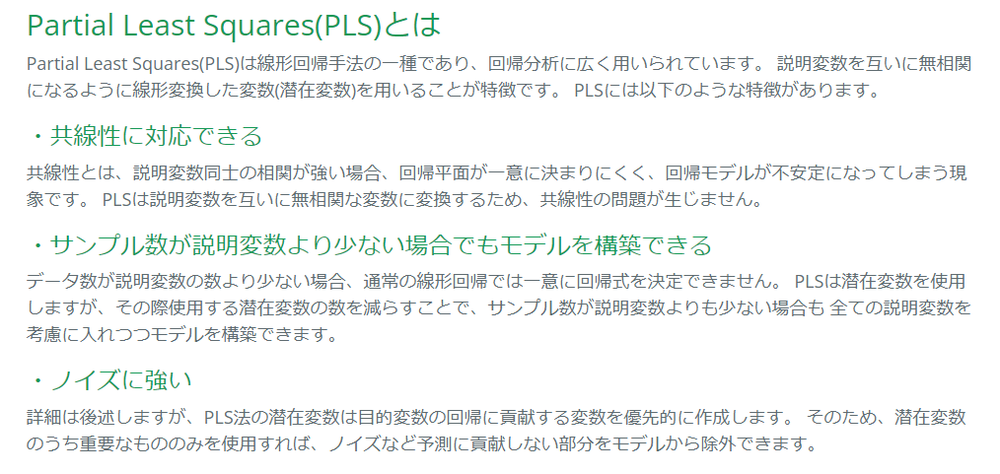 Partial Least Squares(PLS)とは
Partial Least Squares(PLS)は線形回帰手法の一種であり、回帰分析に広く用いられています。 説明変数を互いに無相関
になるように線形変換した変数(潜在変数)を用いることが特徴です。 PLSには以下のような特徴があります。
・共線性に対応できる
共線性とは、説明変数同士の相関が強い場合、回帰平面が一意に決まりにくく、回帰モデルが不安定になってしまう現
象です。 PLSは説明変数を互いに無相関な変数に変換するため、共線性の問題が生じません。
・サンプル数が説明変数より少ない場合でもモデルを構築できる
データ数が説明変数の数より少ない場合、通常の線形回帰では一意に回帰式を決定できません。 PLSは潜在変数を使用
しますが、その際使用する潜在変数の数を減らすことで、サンプル数が説明変数よりも少ない場合も 全ての説明変数を
考慮に入れつつモデルを構築できます。
・ノイズに強い
詳細は後述しますが、PLS法の潜在変数は目的変数の回帰に貢献する変数を優先的に作成します。 そのため、潜在変数
のうち重要なもののみを使用すれば、ノイズなど予測に貢献しない部分をモデルから除外できます。